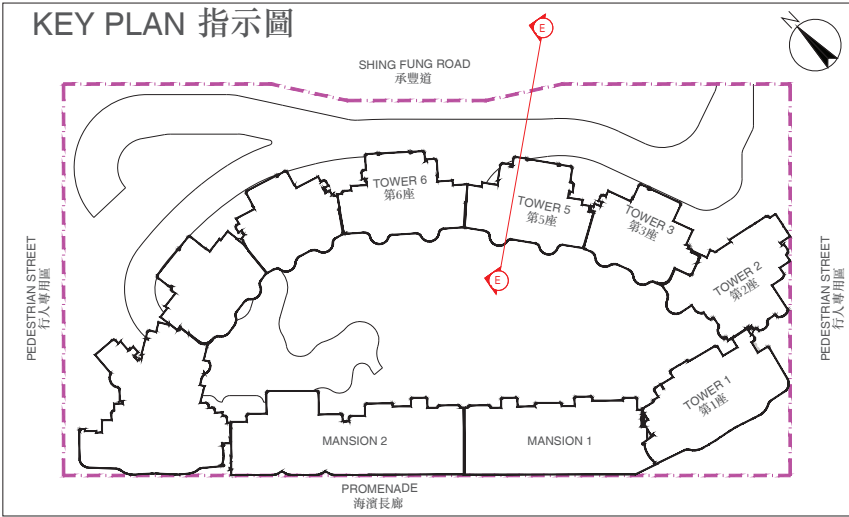 KEY PLAN 指示圖
N
E
SHING FUNG ROAD
承豐道
TOWER 6
第6座
TOWER 5
第5座
TOWER 3
第3座
TOWER 2
第2座
TOWER 1
第1座
E
PEDESTRIAN STREET
行人專用區
PEDESTRIAN STREET
行人專用區
MANSION 2
MANSION 1
PROMENADE
海濱長廊